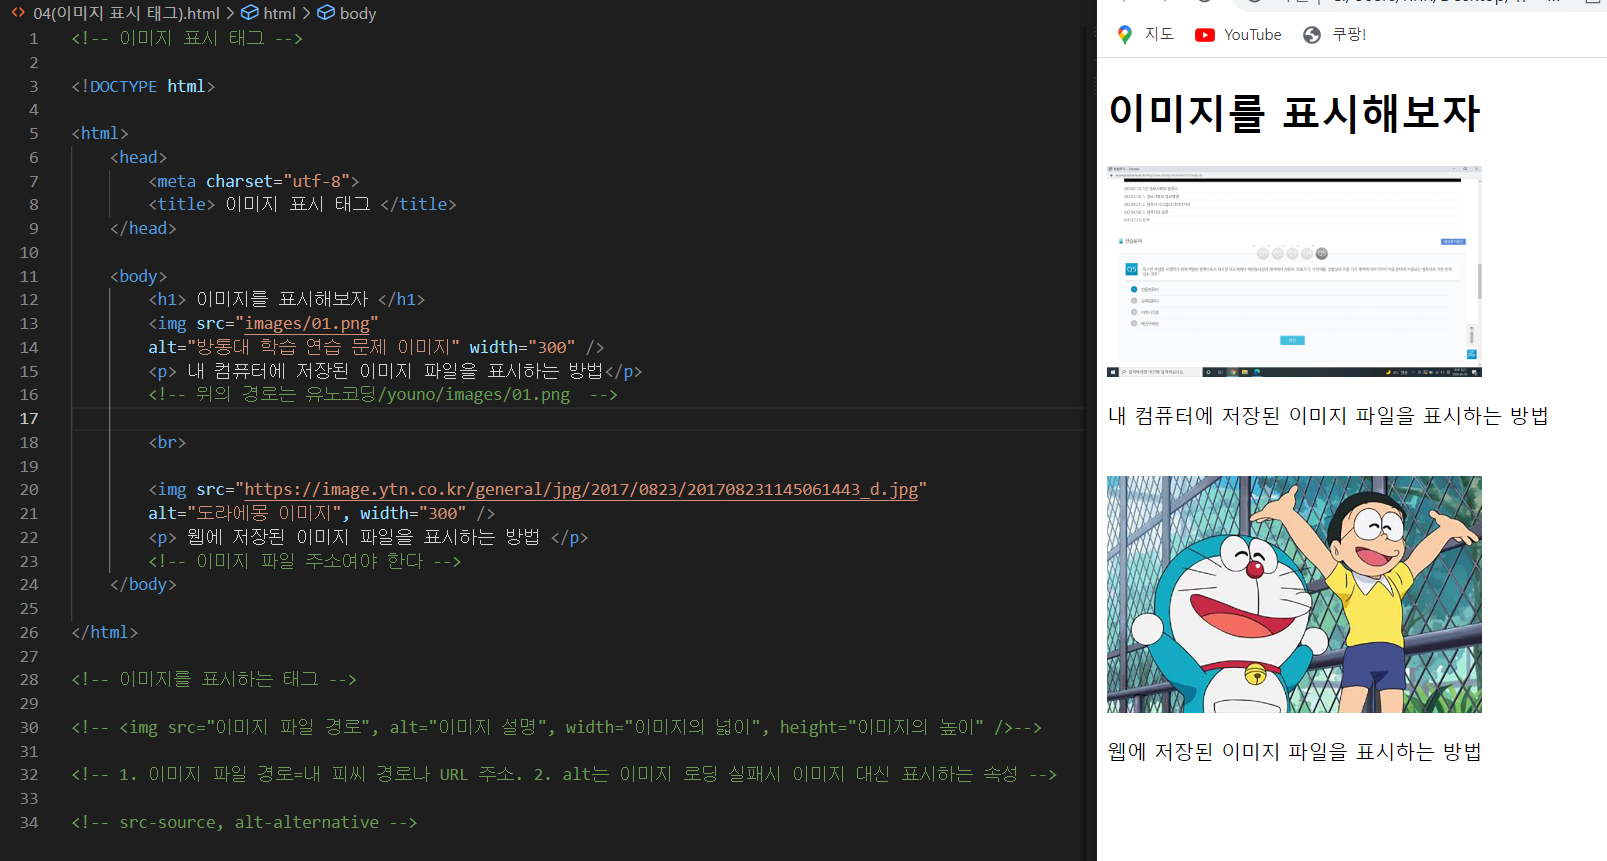 04(이미지 표시 태그).html > html > body
1 <!-- 이미지 표시 태그 -->
2
3 <!DOCTYPE html>
4
5 <html>
6 <head>
7 <meta charset="utf-8">
8 <title> 이미지 표시 태그 </title>
9 </head>
10
11 <body>
12 <h1> 이미지를 표시해보자 </h1>
13 <img src="images/01.png"
14 alt="방통대 학습 연습 문제 이미지" width="300" />
15 <p> 내 컴퓨터에 저장된 이미지 파일을 표시하는 방법</p>
16 <!-- 위의 경로는 유노코딩/youno/images/01.png  -->
17
18 <br>
19
20 <img src="https://image.ytn.co.kr/general/jpg/2017/0823/201708231145061443_d.jpg"
21 alt="도라에몽 이미지", width="300" />
22 <p> 웹에 저장된 이미지 파일을 표시하는 방법 </p>
23 <!-- 이미지 파일 주소여야 한다 -->
24 </body>
25
26 </html>
27
28 <!-- 이미지를 표시하는 태그 -->
29
30 <!-- <img src="이미지 파일 경로", alt="이미지 설명", width="이미지의 넓이", height="이미지의 높이" />-->
31
32 <!-- 1. 이미지 파일 경로=내 피씨 경로나 URL 주소. 2. alt는 이미지 로딩 실패시 이미지 대신 표시하는 속성 -->
33
34 <!-- src-source, alt-alternative -->
지도 YouTube 쿠팡!
이미지를 표시해보자
Q5
내 컴퓨터에 저장된 이미지 파일을 표시하는 방법
웹에 저장된 이미지 파일을 표시하는 방법